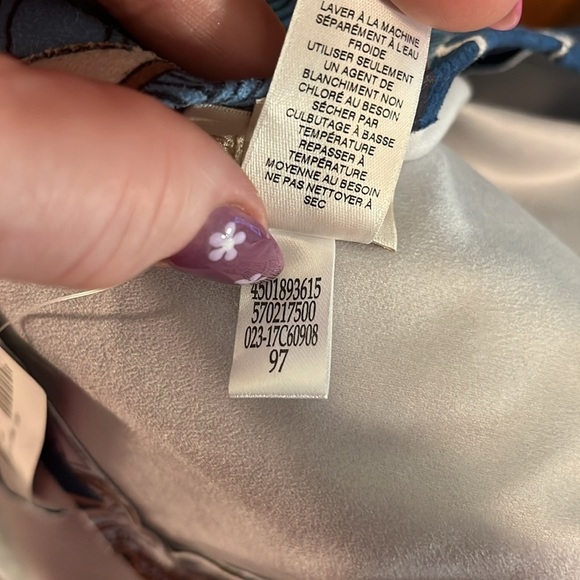 LAVER À LA MACHINE
SÉPARÉMENT À L'EAU
FROIDE
UTILISER SEULEMENT
UN AGENT DE
BLANCHIMENT NON
CHLORÉ AU BESOIN
SÉCHER PAR
CULBUTAGE À BASSE
TEMPÉRATURE
REPASSER À
TEMPÉRATURE
MOYENNE AU BESOIN
NE PAS NETTOYER À
SEC
4501893615
570217500
023-17C60908
97